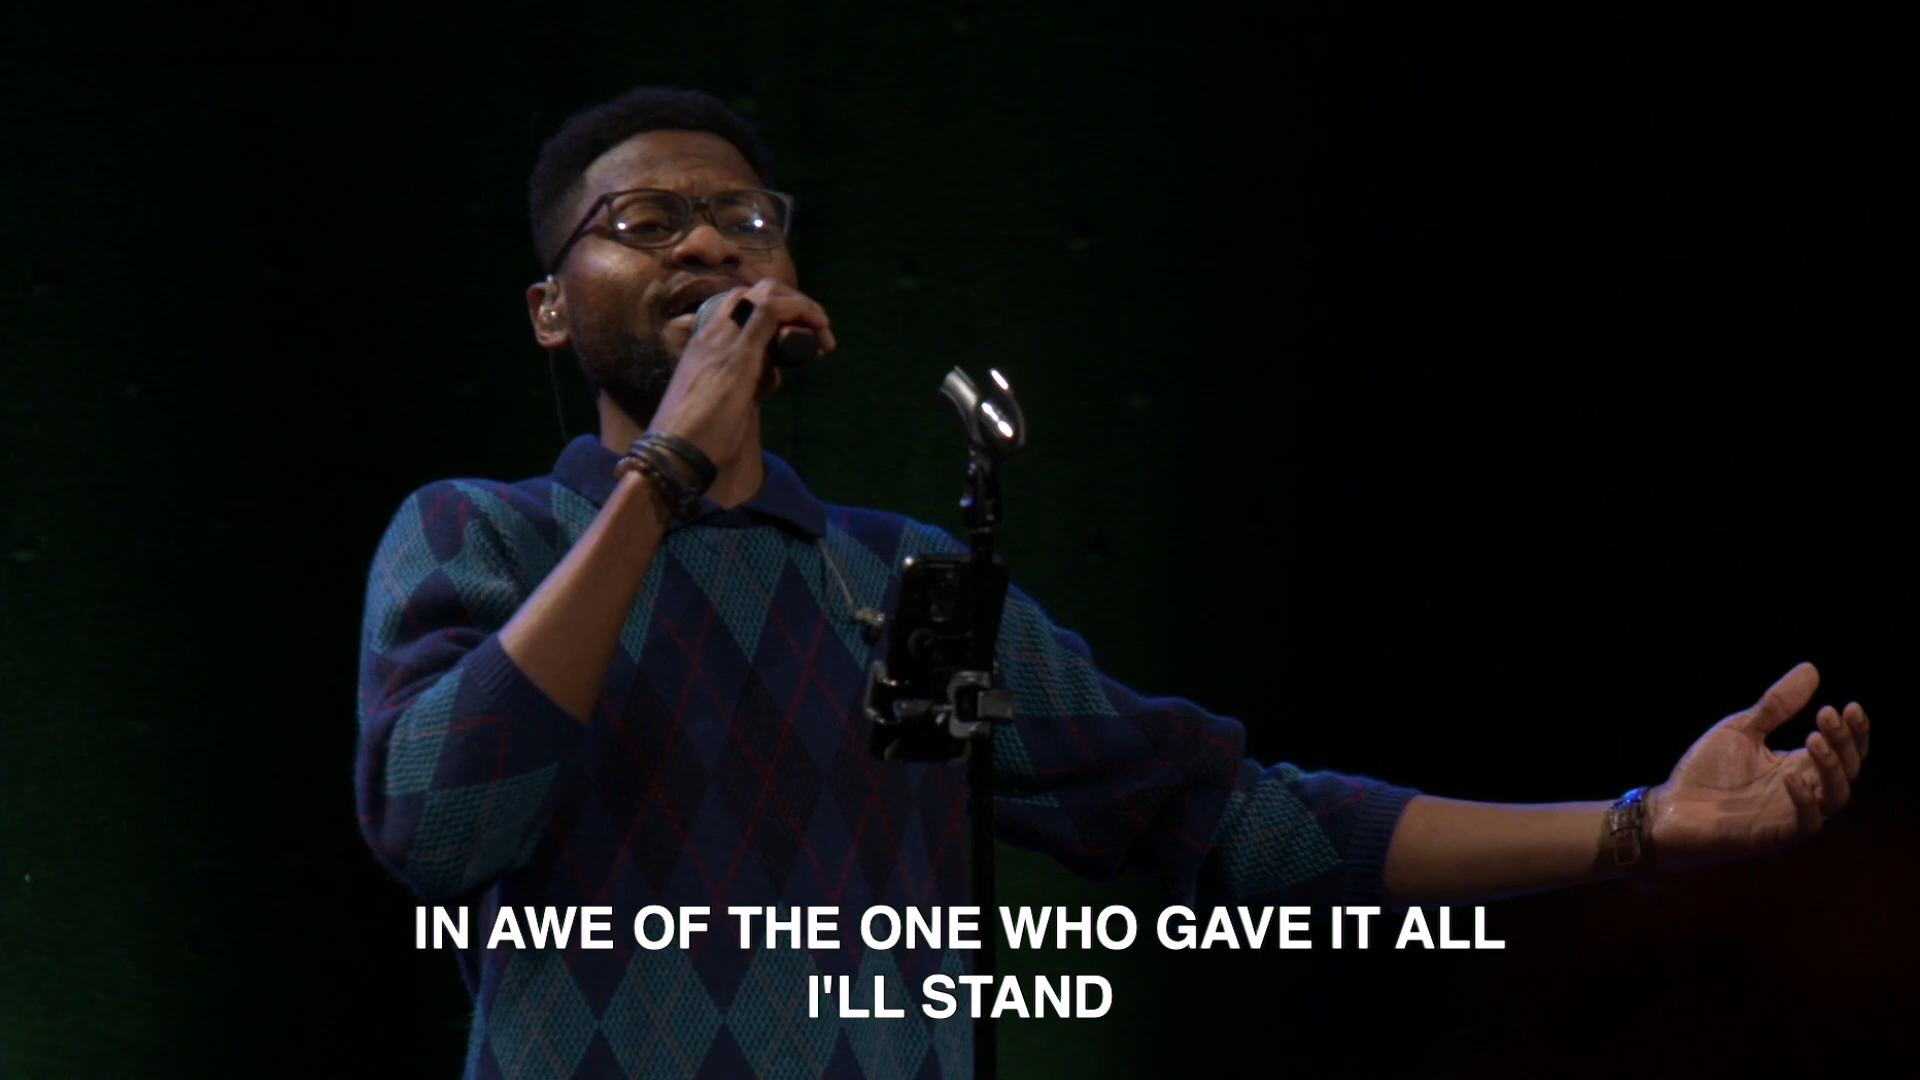 IN AWE OF THE ONE WHO GAVE IT ALL
I'LL STAND